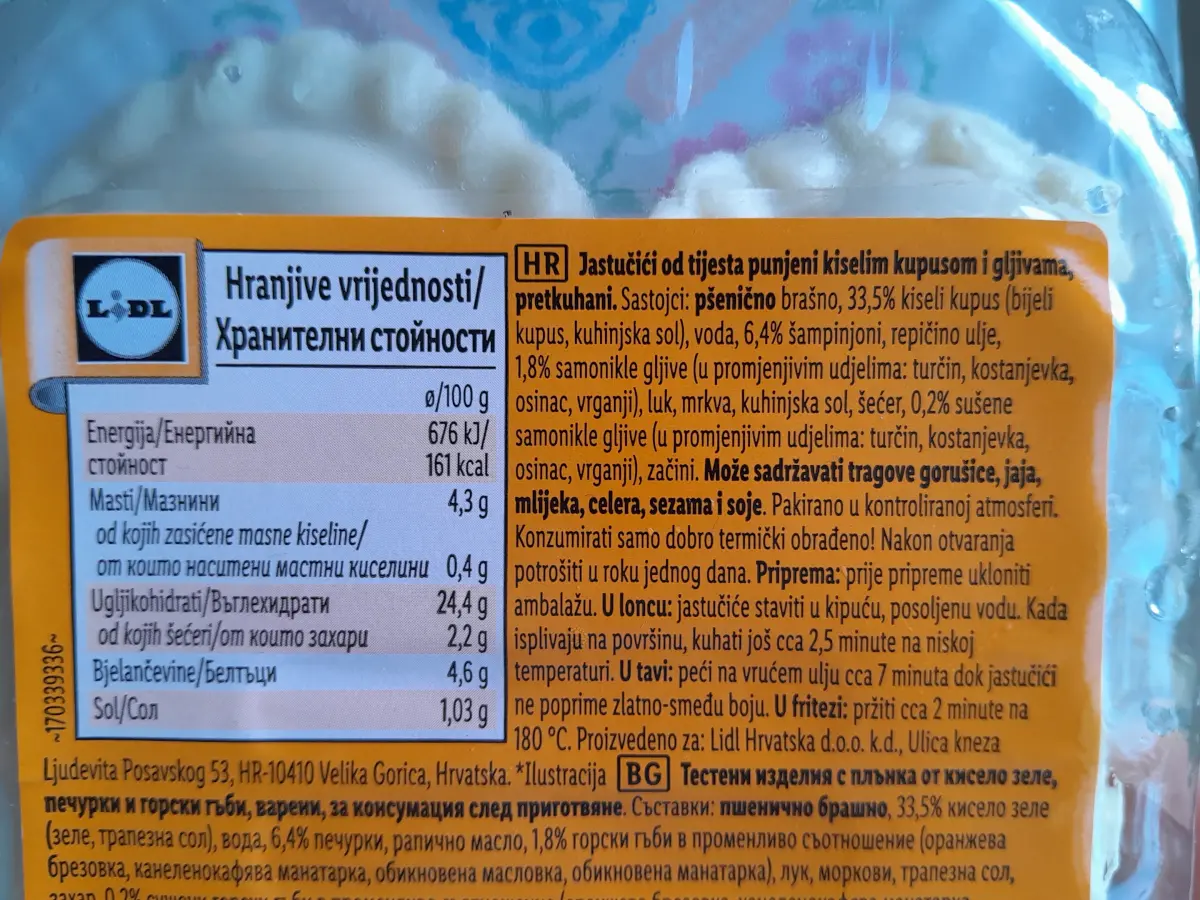 LIDL
Hranjive vrijednosti/
Хранителни стойности
ø/100 g
Energija/Енергийна 676 kJ/
стойност 161 kcal
Masti/Мазнини 4,3 g
od kojih zasićene masne kiseline/
от които наситени мастни киселини 0,4 g
Ugljikohidrati/Въглехидрати 24,4 g
od kojih šećeri/от които захари 2,2 g
Bjelančevine/Белтъци 4,6 g
Sol/Сол 1,03 g
~170339336~
HR Jastučići od tijesta punjeni kiselim kupusom i gljivama,
pretkuhani. Sastojci: pšenično brašno, 33,5% kiseli kupus (bijeli
kupus, kuhinjska sol), voda, 6,4% šampinjoni, repičino ulje,
1,8% samonikle gljive (u promjenjivim udjelima: turčin, kostanjevka,
osinac, vrganji), luk, mrkva, kuhinjska sol, šećer, 0,2% sušene
samonikle gljive (u promjenjivim udjelima: turčin, kostanjevka,
osinac, vrganji), začini. Može sadržavati tragove gorušice, jaja,
mlijeka, celera, sezama i soje. Pakirano u kontroliranoj atmosferi.
Konzumirati samo dobro termički obrađeno! Nakon otvaranja
potrošiti u roku jednog dana. Priprema: prije pripreme ukloniti
ambalažu. U loncu: jastučiće staviti u kipuću, posoljenu vodu. Kada
isplivaju na površinu, kuhati još cca 2,5 minute na niskoj
temperaturi. U tavi: peći na vrućem ulju cca 7 minuta dok jastučići
ne poprime zlatno-smeđu boju. U fritezi: pržiti cca 2 minute na
180 °C. Proizvedeno za: Lidl Hrvatska d.o.o. k.d., Ulica kneza
Ljudevita Posavskog 53, HR-10410 Velika Gorica, Hrvatska. *Ilustracija BG Тестени изделия с плънка от кисело зеле,
печурки и горски гъби, варени, за консумация след приготвяне. Съставки: пшенично брашно, 33,5% кисело зеле
(зеле, трапезна сол), вода, 6,4% печурки, рапично масло, 1,8% горски гъби в променливо съотношение (оранжева
брезовка, канеленокафява манатарка, обикновена масловка, обикновена манатарка), лук, моркови, трапезна сол,